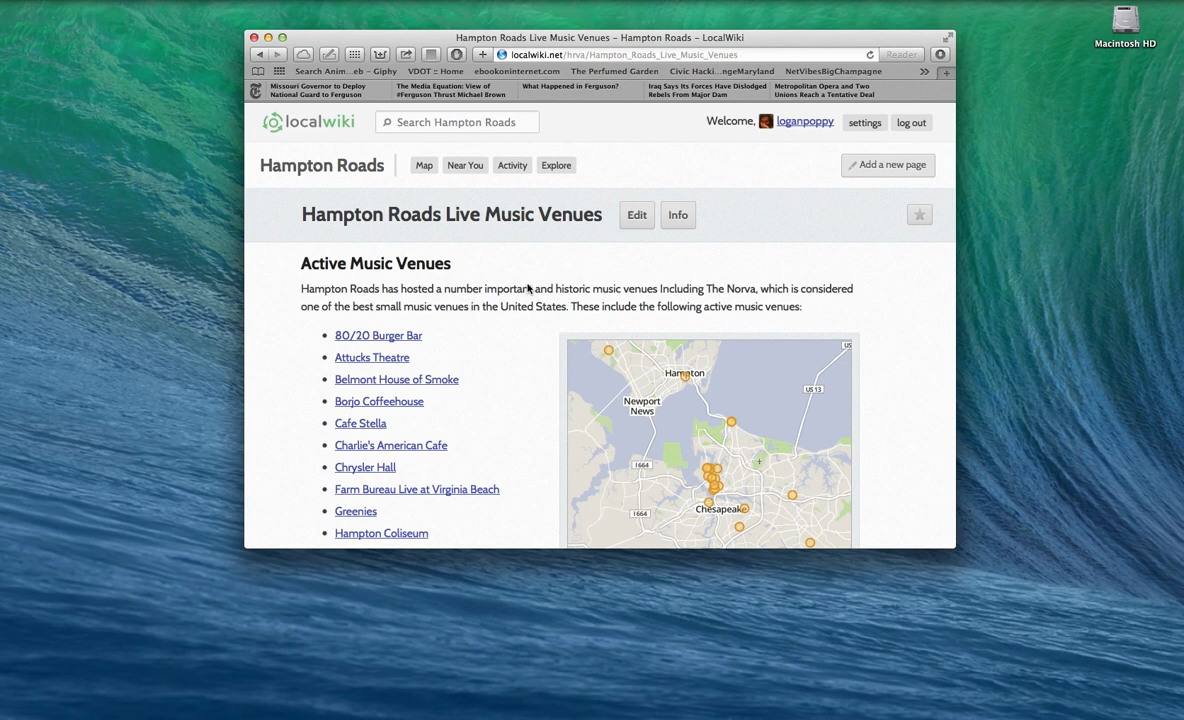 Macintosh HD
Hampton Roads Live Music Venues – Hampton Roads – LocalWiki
localwiki.net/hrva/Hampton_Roads_Live_Music_Venues
Reader
Search Anim...eb – Giphy VDOT :: Home ebookoninternet.com The Perfumed Garden Civic Hacki...ngeMaryland NetVibesBigChampagne
Missouri Governor to Deploy
National Guard to Ferguson
The Media Equation: View of
#Ferguson Thrust Michael Brown
What Happened in Ferguson?
Iraq Says Its Forces Have Dislodged
Rebels From Major Dam
Metropolitan Opera and Two
Unions Reach a Tentative Deal
localwiki
Search Hampton Roads
Welcome, loganpoppy settings log out
Hampton Roads
Map Near You Activity Explore
Add a new page
Hampton Roads Live Music Venues Edit Info
Active Music Venues
Hampton Roads has hosted a number important and historic music venues Including The Norva, which is considered
one of the best small music venues in the United States. These include the following active music venues:
80/20 Burger Bar
Attucks Theatre
Belmont House of Smoke
Borjo Coffeehouse
Cafe Stella
Charlie's American Cafe
Chrysler Hall
Farm Bureau Live at Virginia Beach
Greenies
Hampton Coliseum
US
Hampton
US 13
Newport
News
1664
Chesapeake
1664